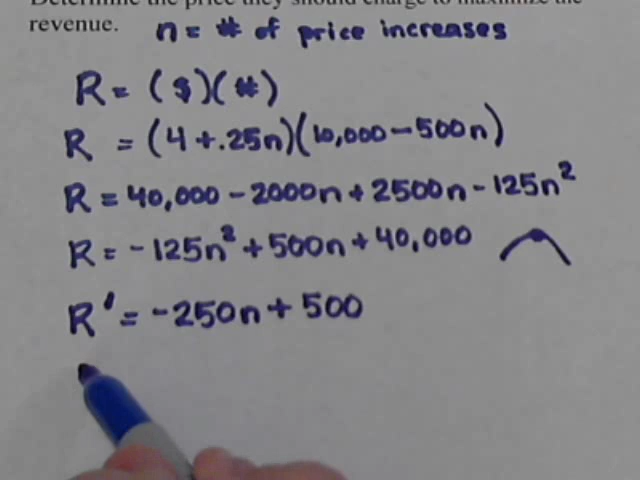 Determine the price they should charge to maximize the
revenue. n = # of price increases
R = ($)(#)
R = (4 + .25n)(10,000 - 500n)
R = 40,000 - 2000n + 2500n - 125n²
R = -125n² + 500n + 40,000
R' = -250n + 500